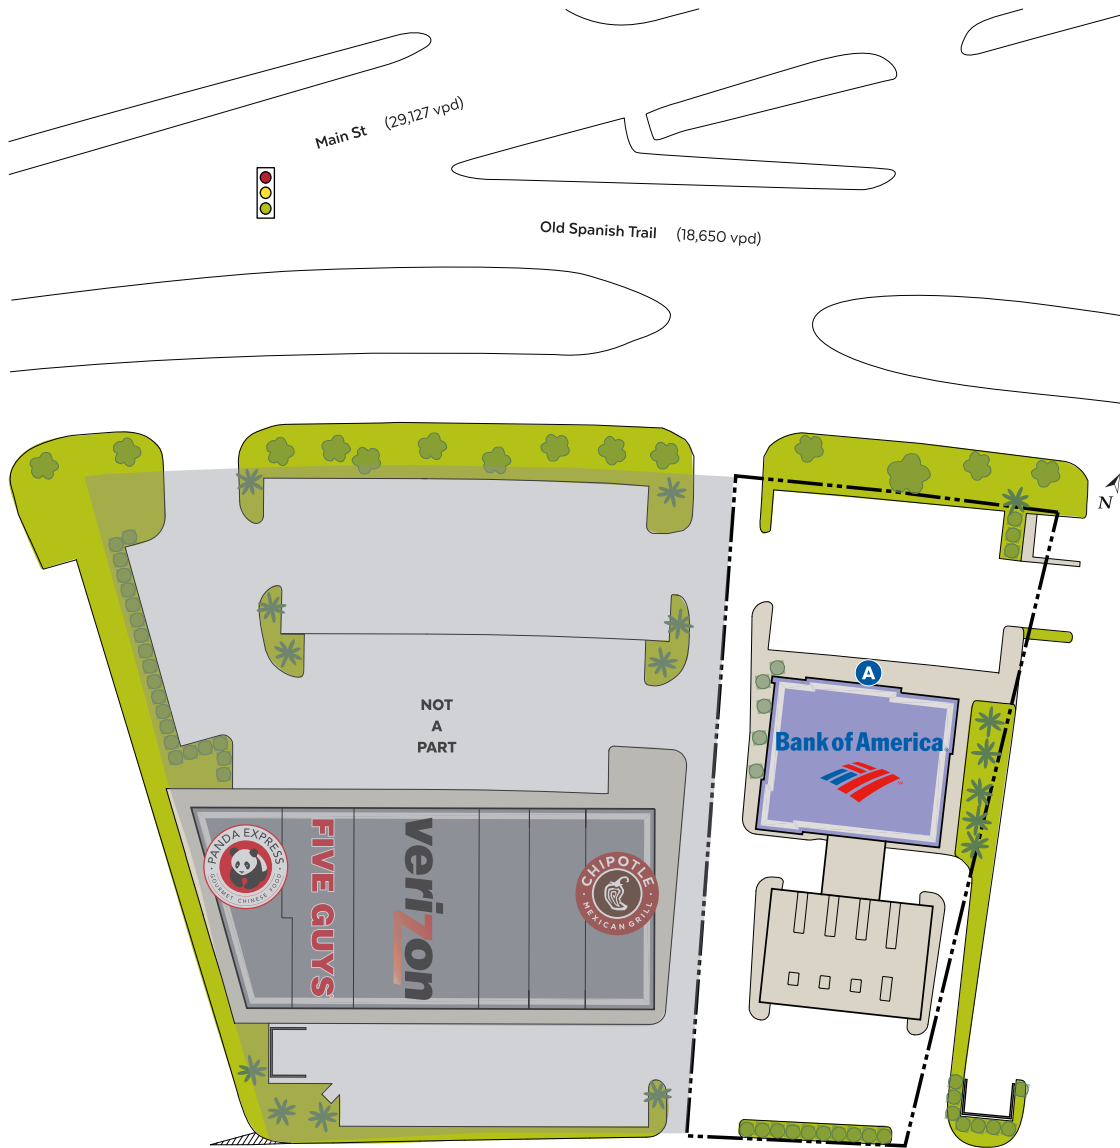 Main St (29,127 vpd)
Old Spanish Trail (18,650 vpd)
N
NOT
A
PART
A
Bank of America
PANDA EXPRESS
GOURMET CHINESE FOOD
FIVE GUYS
verizon
CHIPOTLE
MEXICAN GRILL